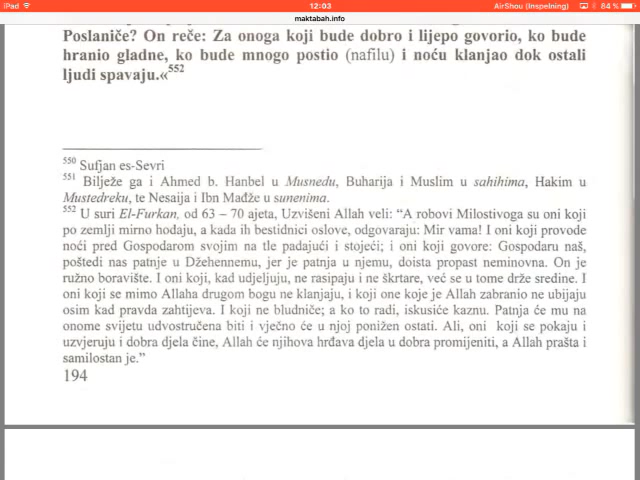 iPad 12:03 AirShou (Inspelning) 84 %
maktabah.info
Poslaniče? On reče: Za onoga koji bude dobro i lijepo govorio, ko bude
hranio gladne, ko bude mnogo postio (nafilu) i noću klanjao dok ostali
ljudi spavaju.«552
550 Sufjan es-Sevri
551 Bilježe ga i Ahmed b. Hanbel u Musnedu, Buharija i Muslim u sahihima, Hakim u
Mustedreku, te Nesaija i Ibn Madže u sunenima.
552 U suri El-Furkan, od 63 – 70 ajeta, Uzvišeni Allah veli: “A robovi Milostivoga su oni koji
po zemlji mirno hodaju, a kada ih bestidnici oslove, odgovaraju: Mir vama! I oni koji provode
noći pred Gospodarom svojim na tle padajući i stojeći; i oni koji govore: Gospodaru naš,
poštedi nas patnje u Džehennemu, jer je patnja u njemu, doista propast neminovna. On je
ružno boravište. I oni koji, kad udjeljuju, ne rasipaju i ne škrtare, već se u tome drže sredine. I
oni koji se mimo Allaha drugom bogu ne klanjaju, i koji one koje je Allah zabranio ne ubijaju
osim kad pravda zahtijeva. I koji ne bludniče; a ko to radi, iskusiće kaznu. Patnja će mu na
onome svijetu udvostručena biti i vječno će u njoj ponižen ostati. Ali, oni koji se pokaju i
uzvjeruju i dobra djela čine, Allah će njihova hrđava djela u dobra promijeniti, a Allah prašta i
samilostan je.”
194